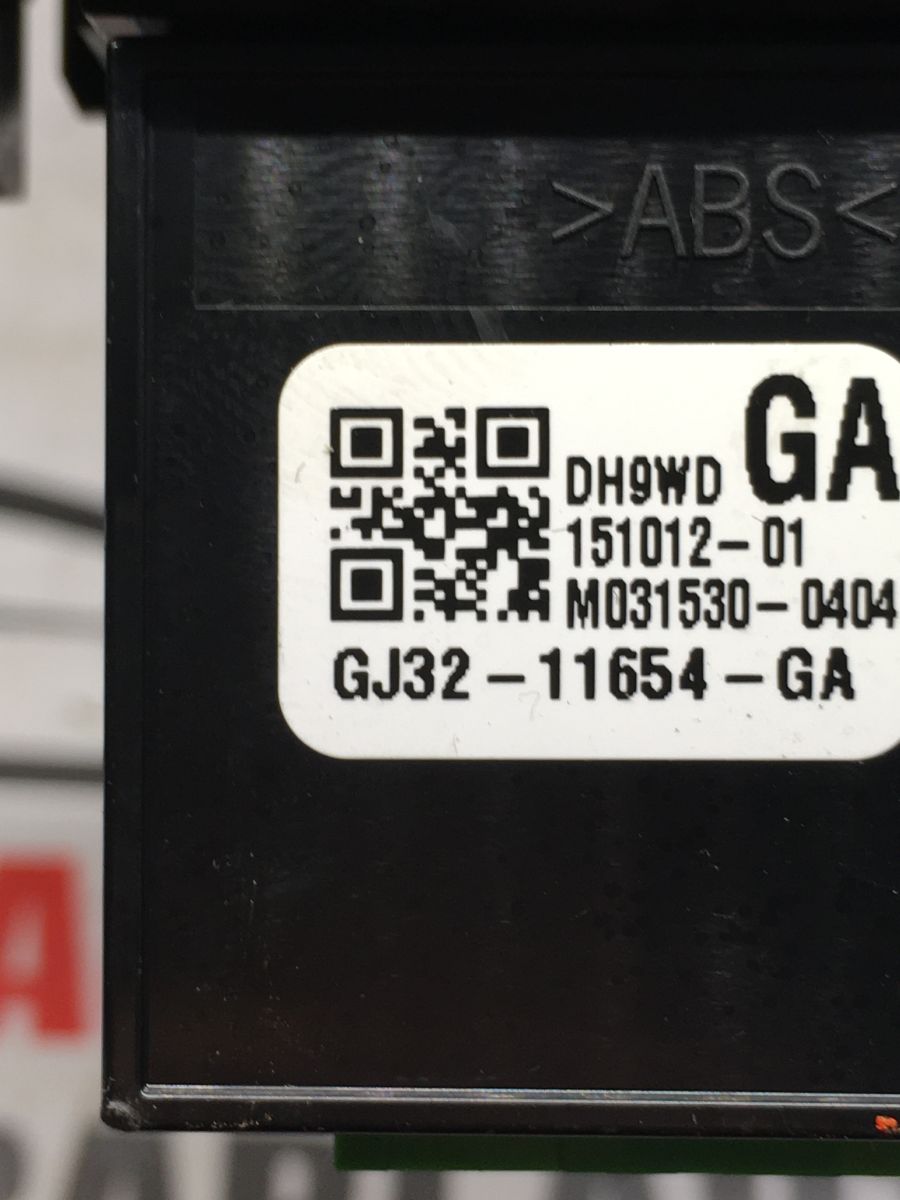 >ABS<
GA
DH9WD
151012-01
M031530-0404
GJ32-11654-GA
A